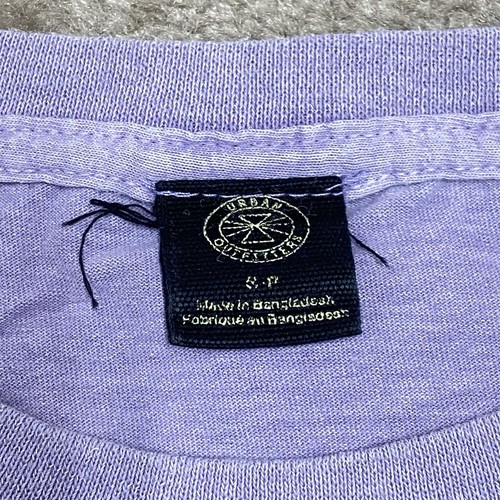 URBAN
OUTFITTERS
S.P
Made in Bangladesh
Fabriqué au Bangladesh